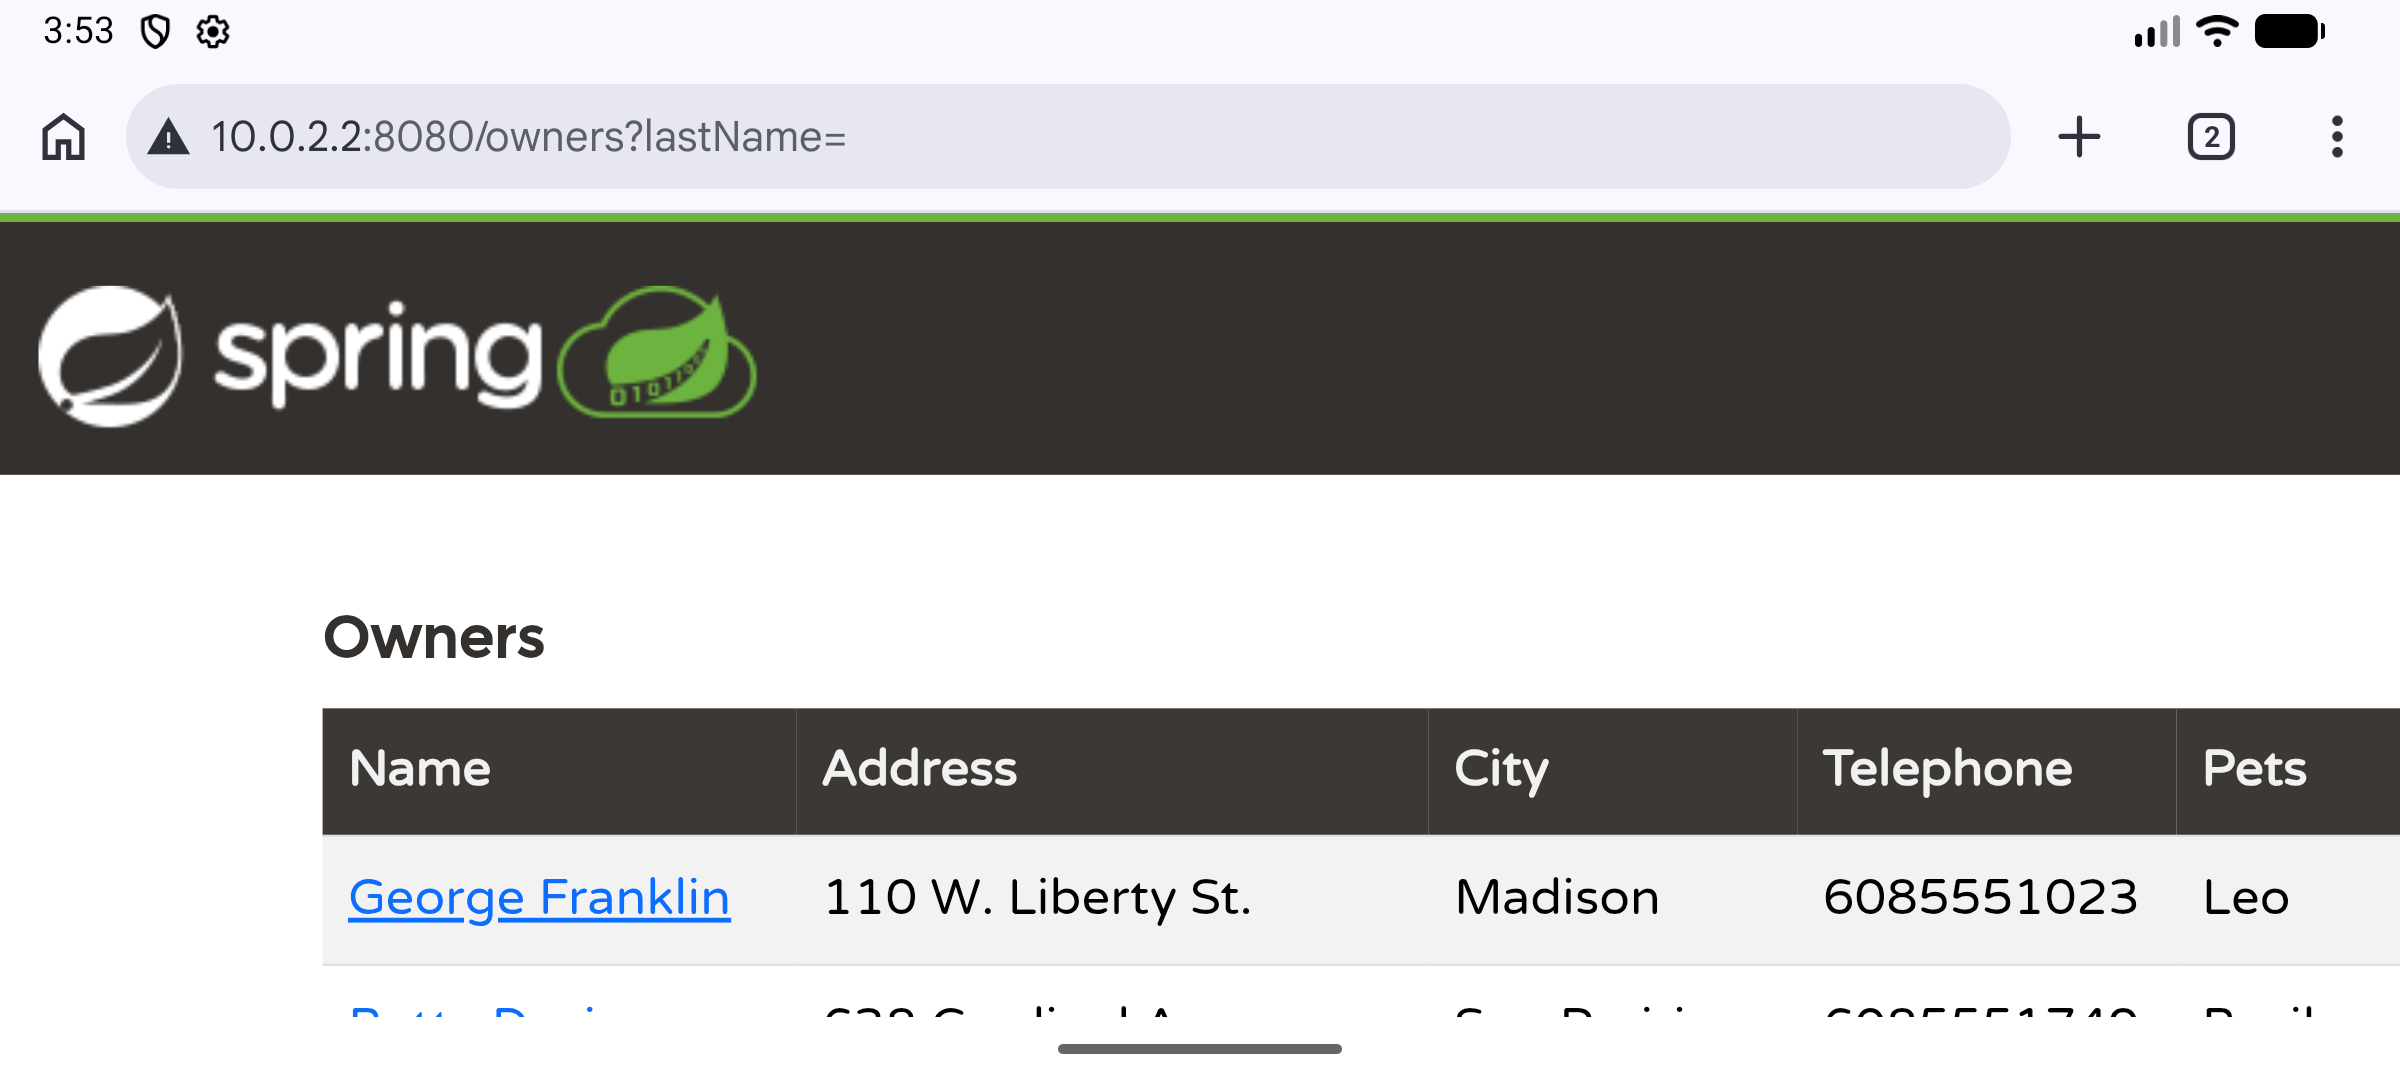 3:53
10.0.2.2:8080/owners?lastName=
2
spring
Owners
Name Address City Telephone Pets
George Franklin 110 W. Liberty St. Madison 6085551023 Leo